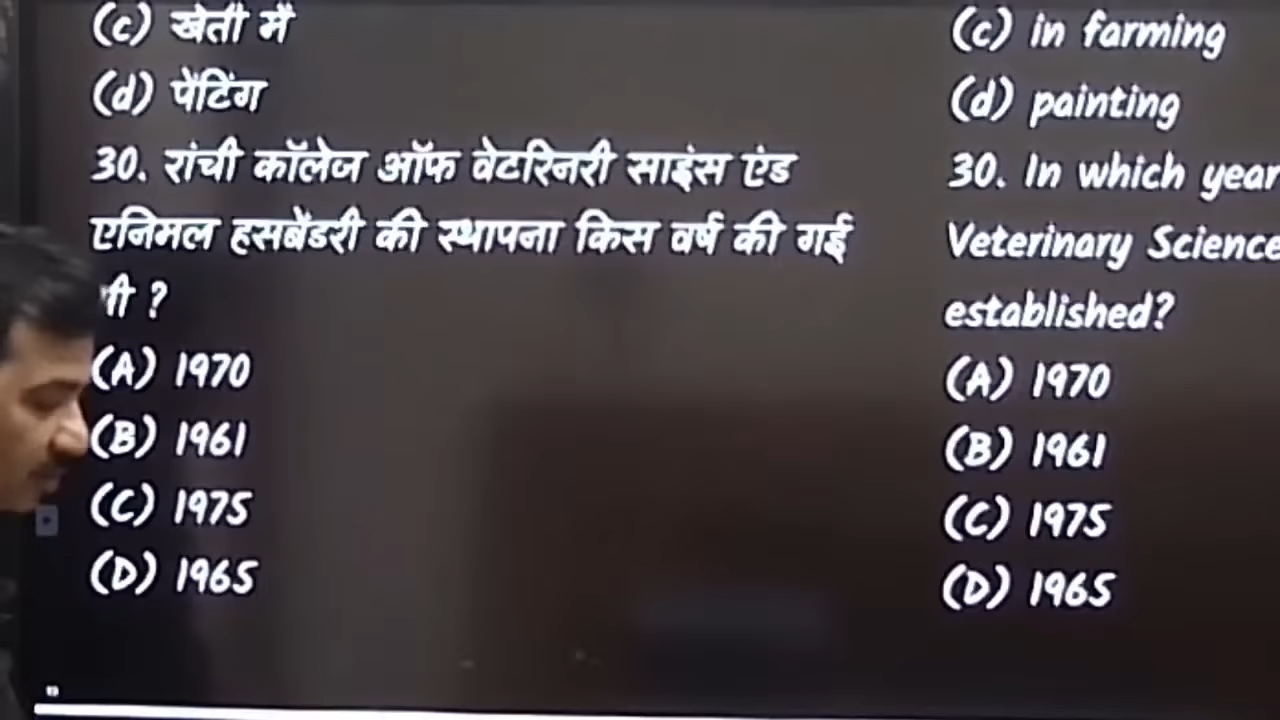 (c) खेती में
(d) पेंटिंग
30. रांची कॉलेज ऑफ वेटरिनरी साइंस एंड
एनिमल हसबेंडरी की स्थापना किस वर्ष की गई
?
(A) 1970
(B) 1961
(C) 1975
(D) 1965
(c) in farming
(d) painting
30. In which year
Veterinary Science
established?
(A) 1970
(B) 1961
(C) 1975
(D) 1965